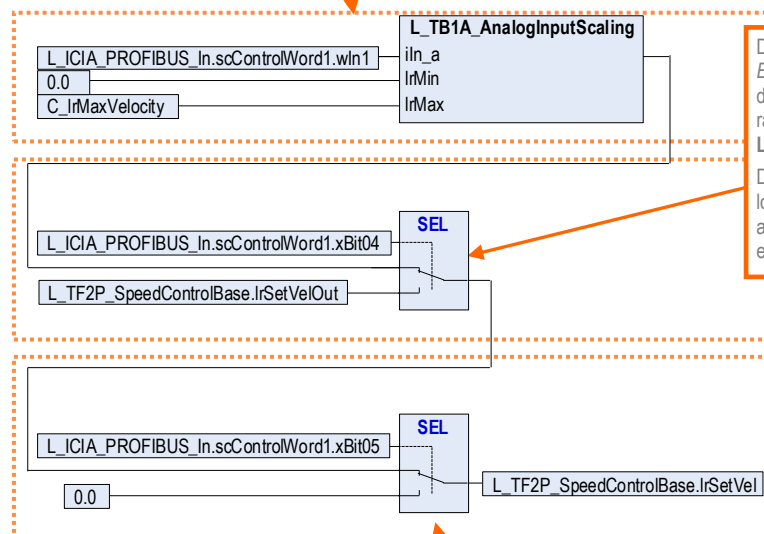 L_TB1A_AnalogInputScaling
L_ICIA_PROFIBUS_In.scControlWord1.wIn1
iIn_a
0.0
lrMin
C_lrMaxVelocity
lrMax
SEL
L_ICIA_PROFIBUS_In.scControlWord1.xBit04
L_TF2P_SpeedControlBase.lrSetVelOut
SEL
L_ICIA_PROFIBUS_In.scControlWord1.xBit05
0.0
L_TF2P_SpeedControlBase.lrSetVel